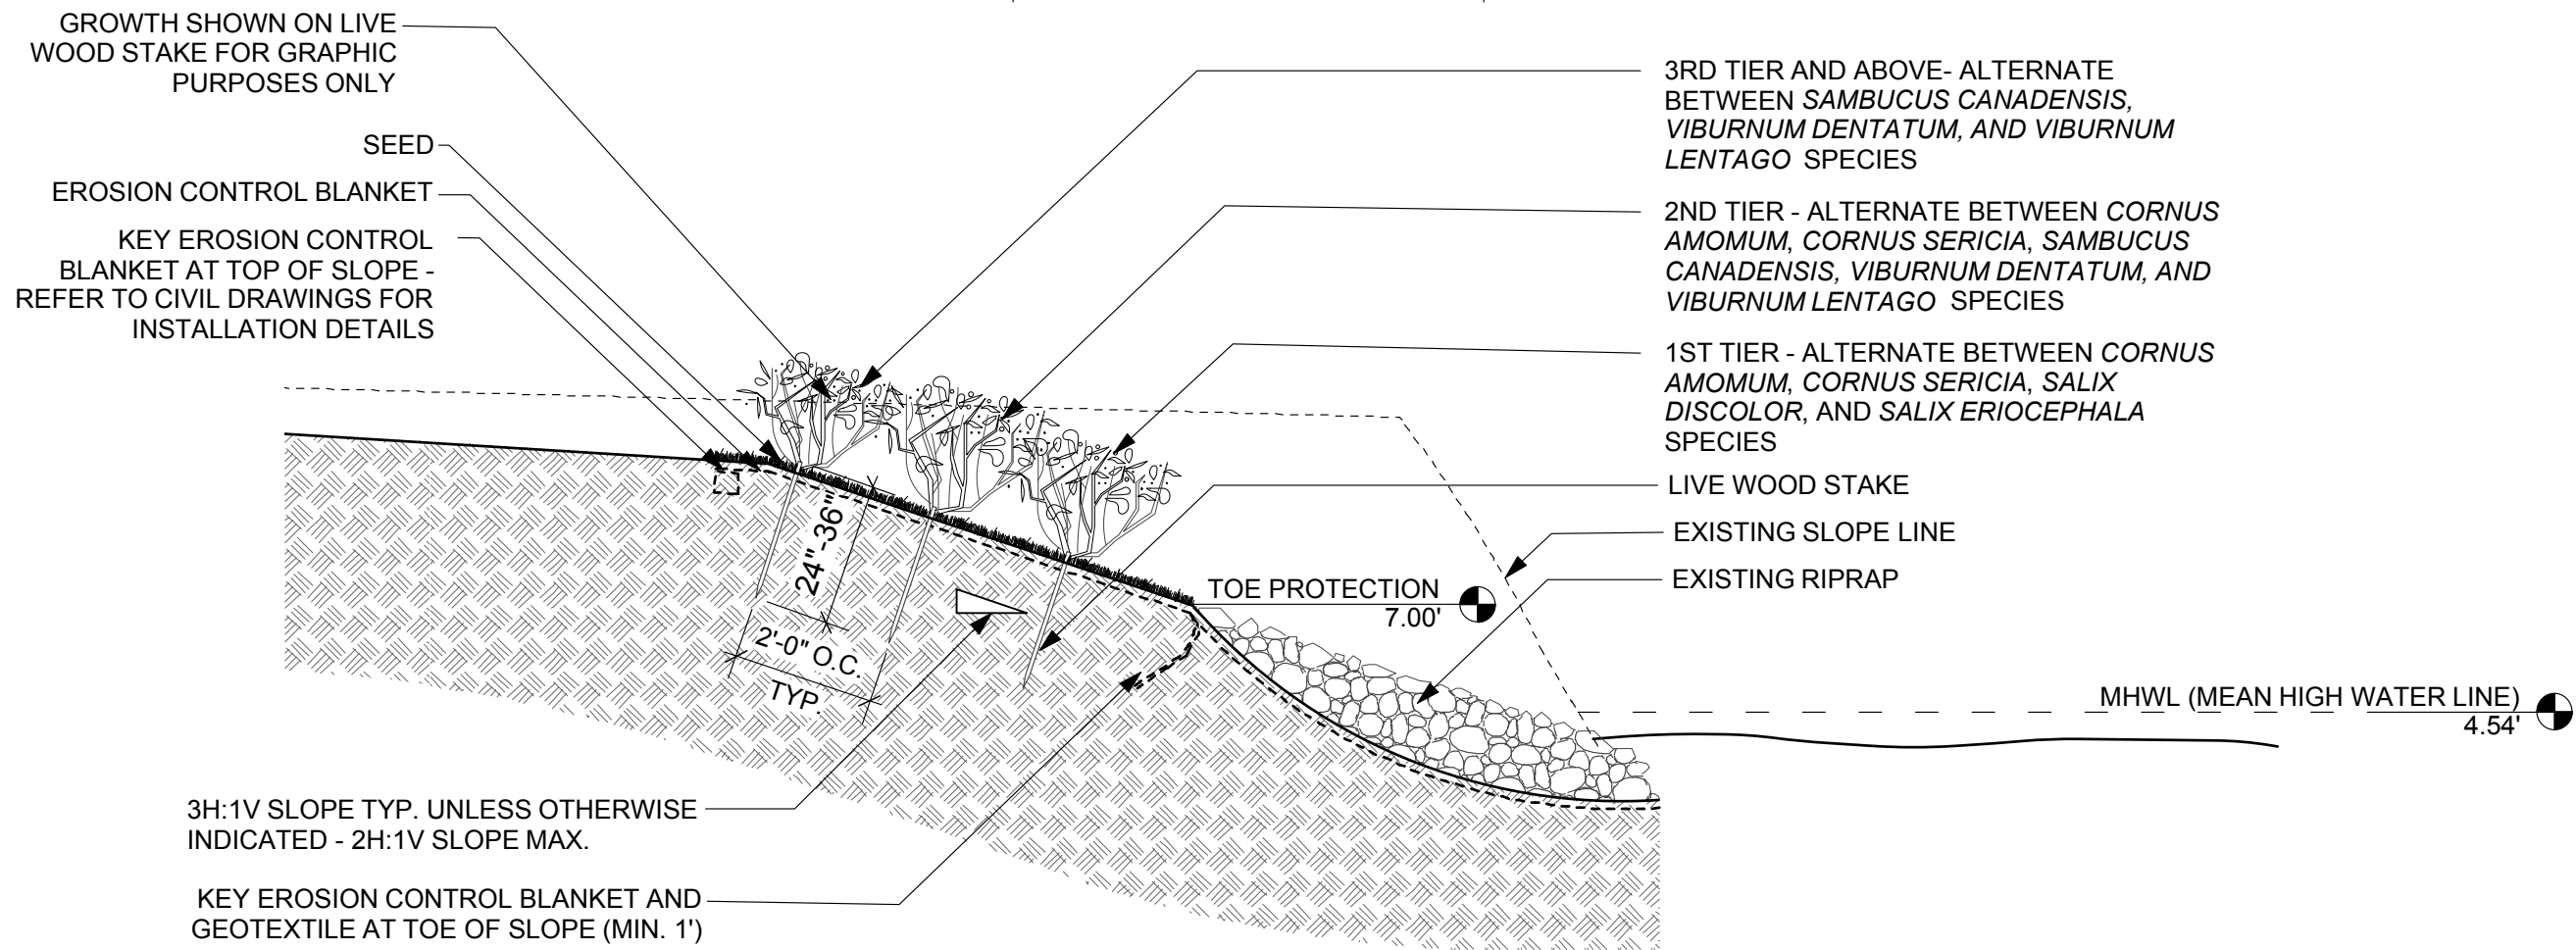 GROWTH SHOWN ON LIVE
WOOD STAKE FOR GRAPHIC
PURPOSES ONLY
SEED
EROSION CONTROL BLANKET
KEY EROSION CONTROL
BLANKET AT TOP OF SLOPE -
REFER TO CIVIL DRAWINGS FOR
INSTALLATION DETAILS
3RD TIER AND ABOVE- ALTERNATE
BETWEEN SAMBUCUS CANADENSIS,
VIBURNUM DENTATUM, AND VIBURNUM
LENTAGO SPECIES
2ND TIER - ALTERNATE BETWEEN CORNUS
AMOMUM, CORNUS SERICIA, SAMBUCUS
CANADENSIS, VIBURNUM DENTATUM, AND
VIBURNUM LENTAGO SPECIES
1ST TIER - ALTERNATE BETWEEN CORNUS
AMOMUM, CORNUS SERICIA, SALIX
DISCOLOR, AND SALIX ERIOCEPHALA
SPECIES
LIVE WOOD STAKE
EXISTING SLOPE LINE
EXISTING RIPRAP
24"-36"
2'-0" O.C.
TYP.
TOE PROTECTION
7.00'
MHWL (MEAN HIGH WATER LINE)
4.54'
3H:1V SLOPE TYP. UNLESS OTHERWISE
INDICATED - 2H:1V SLOPE MAX.
KEY EROSION CONTROL BLANKET AND
GEOTEXTILE AT TOE OF SLOPE (MIN. 1')